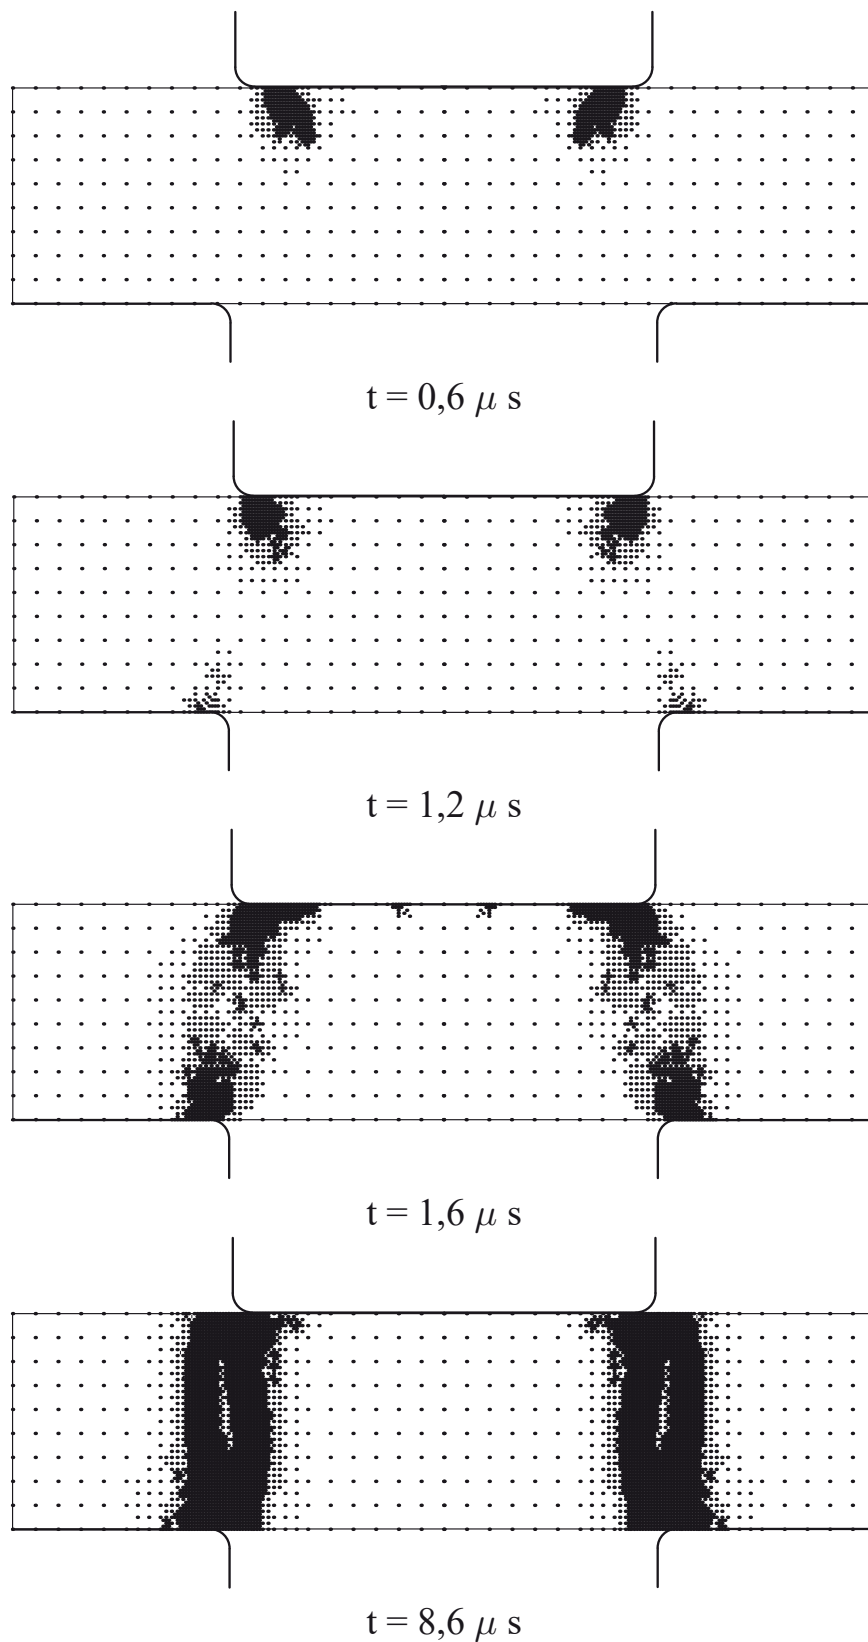 t = 0,6 μ s
t = 1,2 μ s
t = 1,6 μ s
t = 8,6 μ s